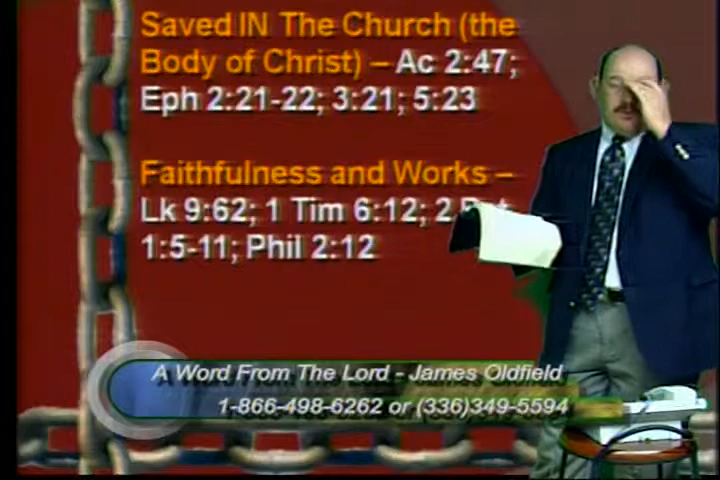 Saved IN The Church (the
Body of Christ) – Ac 2:47;
Eph 2:21-22; 3:21; 5:23
Faithfulness and Works –
Lk 9:62; 1 Tim 6:12; 2
1:5-11; Phil 2:12
A Word From The Lord - James Oldfield
1-866-498-6262 or (336)349-5594